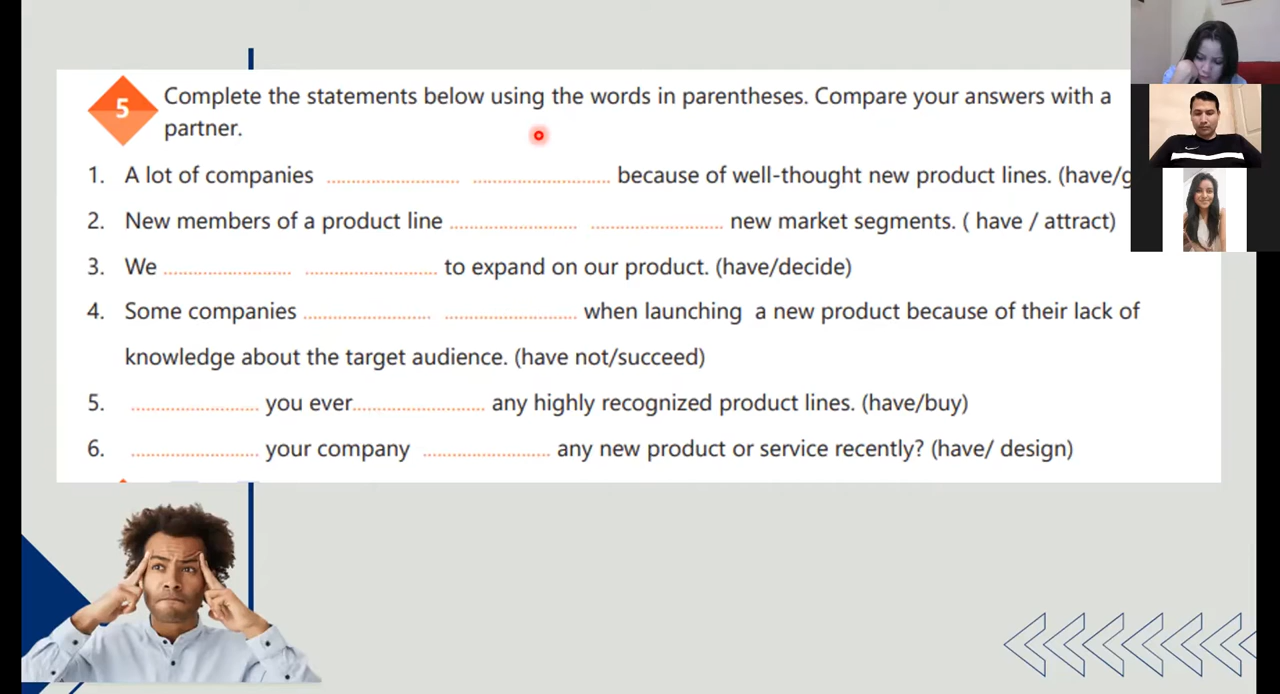 5
Complete the statements below using the words in parentheses. Compare your answers with a
partner.
1. A lot of companies ........................ ........................ because of well-thought new product lines. (have/g
2. New members of a product line ........................ ........................ new market segments. ( have / attract)
3. We ........................ ........................ to expand on our product. (have/decide)
4. Some companies ........................ ........................ when launching a new product because of their lack of
knowledge about the target audience. (have not/succeed)
5. ........................ you ever........................ any highly recognized product lines. (have/buy)
6. ........................ your company ........................ any new product or service recently? (have/ design)